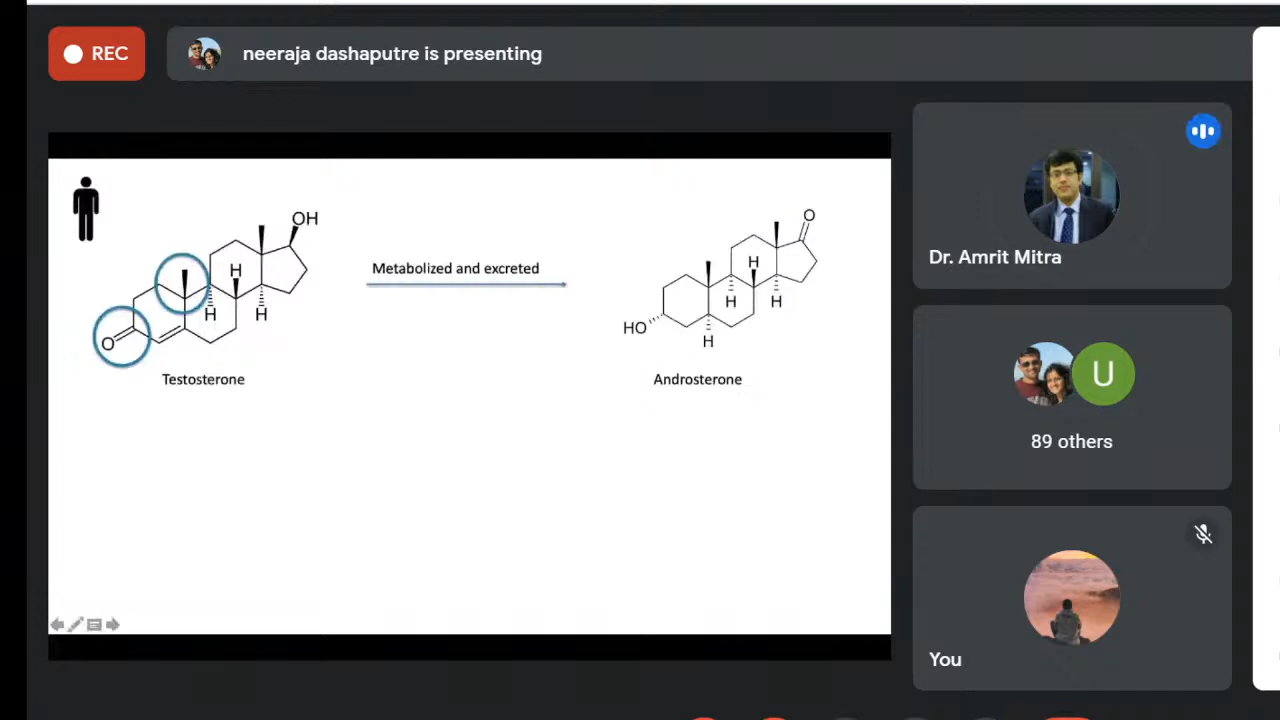 REC
neeraja dashaputre is presenting
OH
H
H
H
O
Testosterone
Metabolized and excreted
O
H
H
H
HO
H
Androsterone
Dr. Amrit Mitra
U
89 others
You